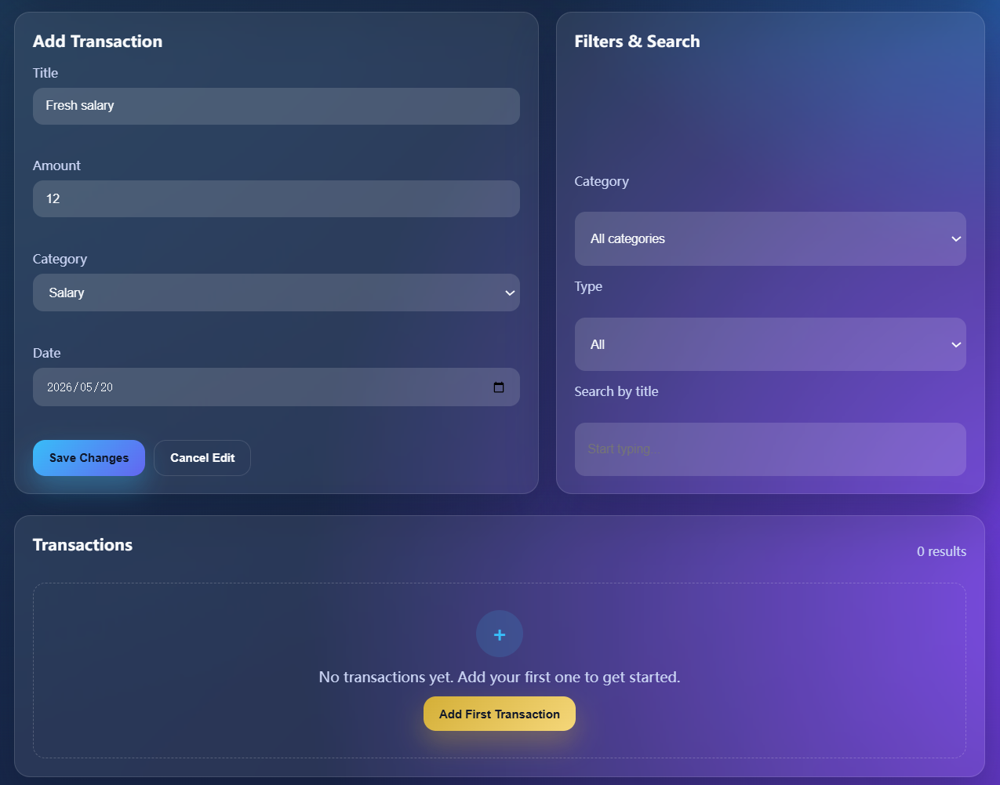 Add Transaction
Title
Fresh salary
Amount
12
Category
Salary
Date
2026/05/20
Save Changes
Cancel Edit
Filters & Search
Category
All categories
Type
All
Search by title
Start typing...
Transactions
0 results
+
No transactions yet. Add your first one to get started.
Add First Transaction